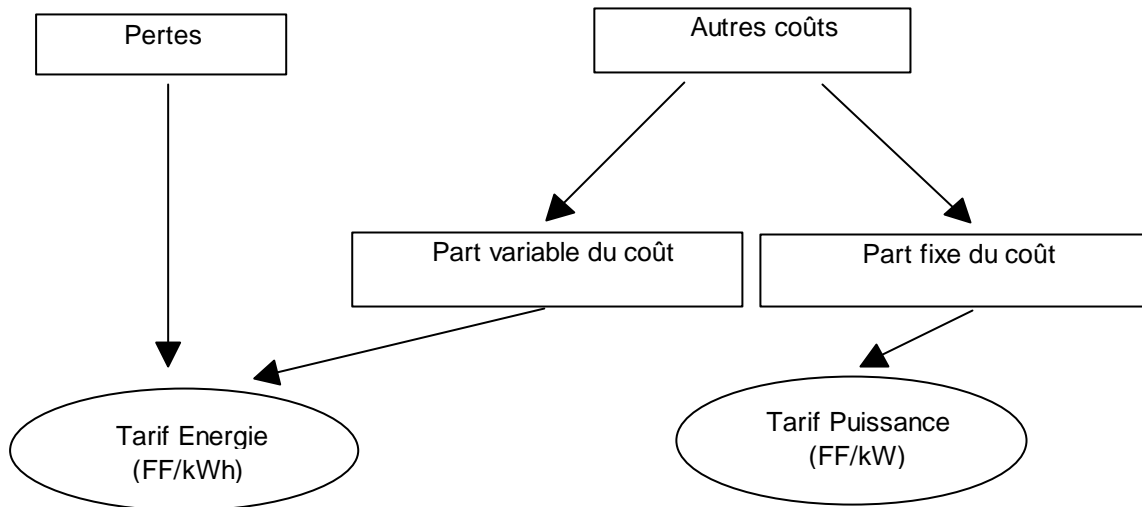 Pertes
Autres coûts
Part variable du coût
Part fixe du coût
Tarif Energie
(FF/kWh)
Tarif Puissance
(FF/kW)